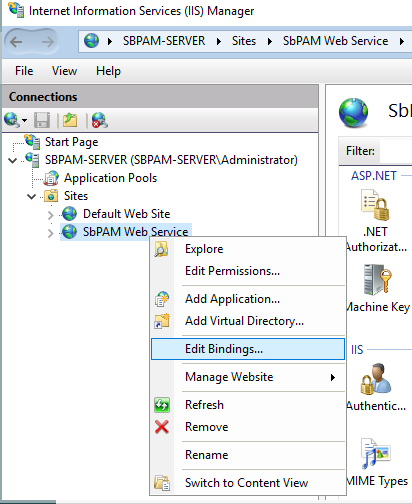 Internet Information Services (IIS) Manager
SBPAM-SERVER Sites SbPAM Web Service
File View Help
Connections
Start Page
SBPAM-SERVER (SBPAM-SERVER\Administrator)
Application Pools
Sites
Default Web Site
SbPAM Web Service
Explore
Edit Permissions...
Add Application...
Add Virtual Directory...
Edit Bindings...
Manage Website
Refresh
Remove
Rename
Switch to Content View
SbP
Filter:
ASP.NET
.NET
Authorizat...
Machine Key
IIS
Authentic...
MIME Types